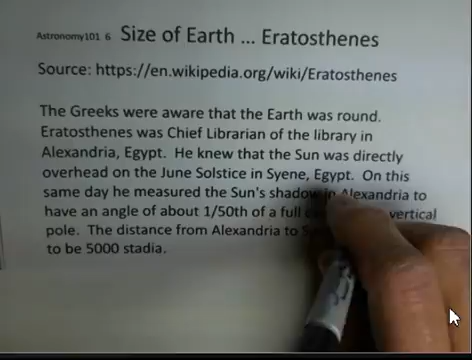 Astronomy101 6 Size of Earth ... Eratosthenes
Source: https://en.wikipedia.org/wiki/Eratosthenes
The Greeks were aware that the Earth was round.
Eratosthenes was Chief Librarian of the library in
Alexandria, Egypt. He knew that the Sun was directly
overhead on the June Solstice in Syene, Egypt. On this
same day he measured the Sun's shadow in Alexandria to
have an angle of about 1/50th of a full vertical
pole. The distance from Alexandria to
to be 5000 stadia.